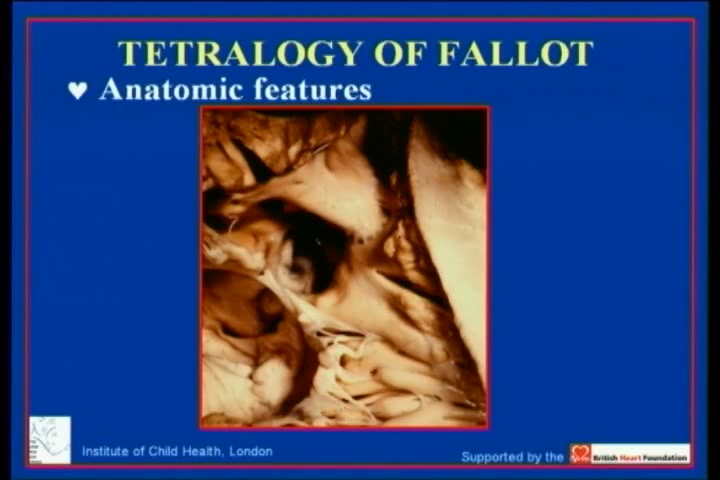 TETRALOGY OF FALLOT
♥ Anatomic features
Institute of Child Health, London
Supported by the British Heart Foundation